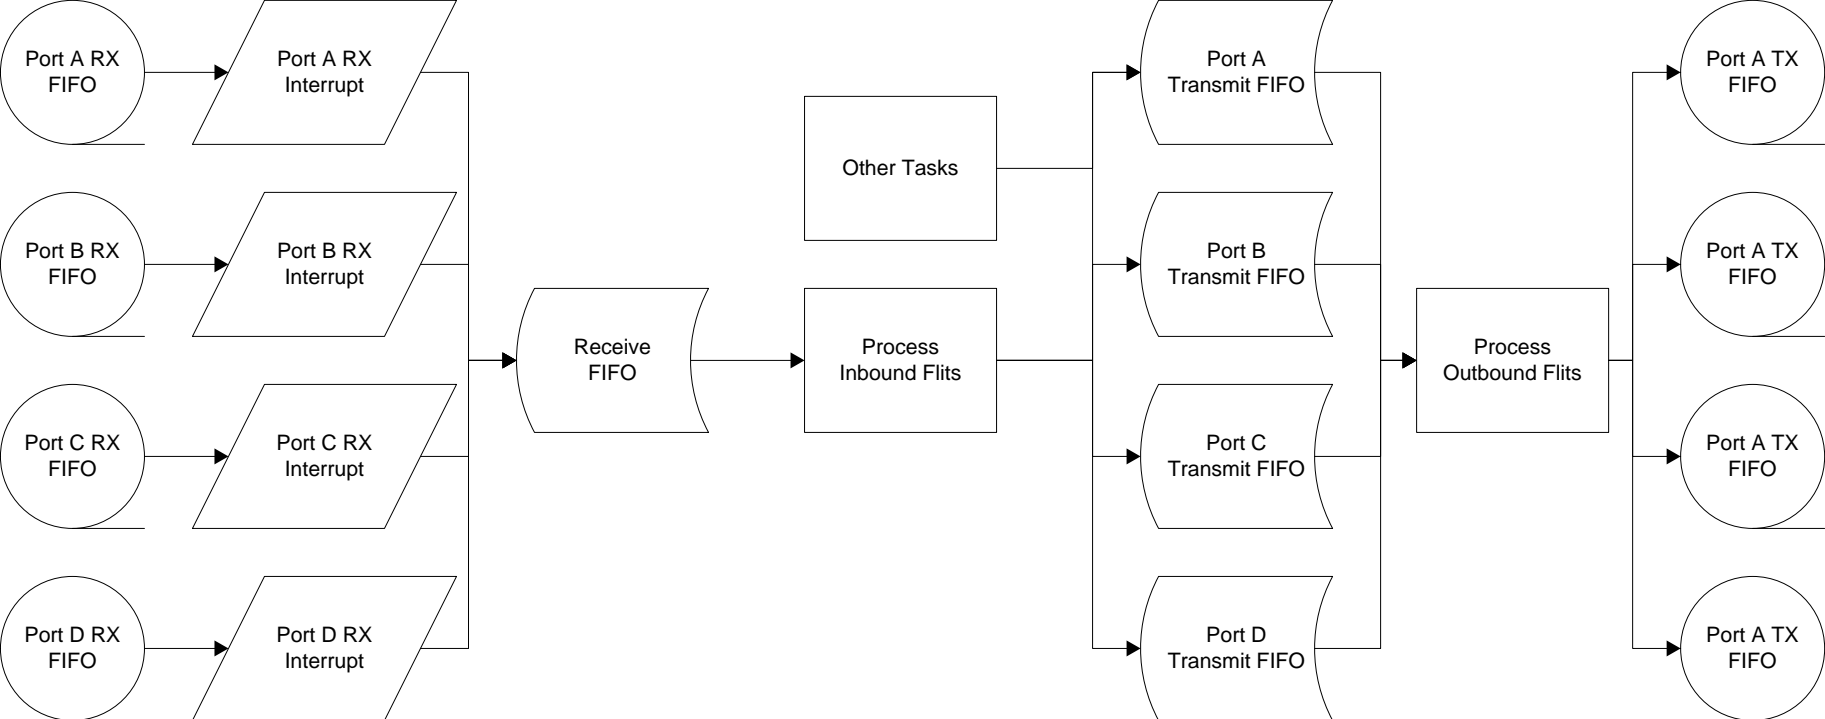 Port A RX
FIFO
Port A RX
Interrupt
Port B RX
FIFO
Port B RX
Interrupt
Port C RX
FIFO
Port C RX
Interrupt
Port D RX
FIFO
Port D RX
Interrupt
Receive
FIFO
Other Tasks
Process
Inbound Flits
Port A
Transmit FIFO
Port B
Transmit FIFO
Port C
Transmit FIFO
Port D
Transmit FIFO
Process
Outbound Flits
Port A TX
FIFO
Port A TX
FIFO
Port A TX
FIFO
Port A TX
FIFO